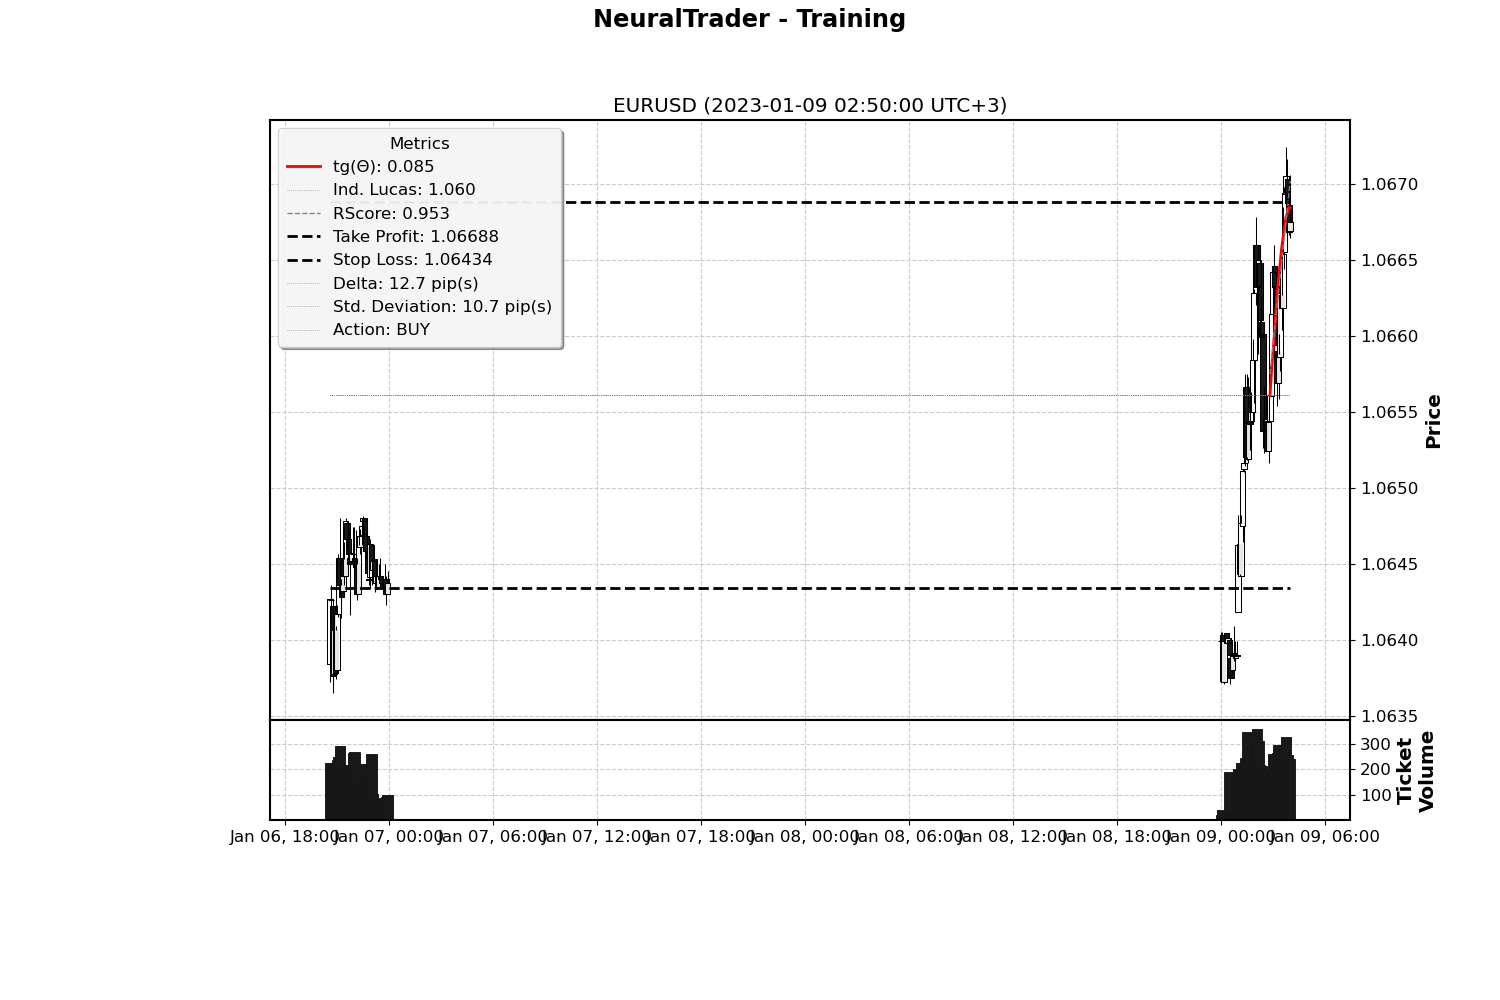 NeuralTrader - Training
EURUSD (2023-01-09 02:50:00 UTC+3)
Metrics
tg(Θ): 0.085
Ind. Lucas: 1.060
RScore: 0.953
Take Profit: 1.06688
Stop Loss: 1.06434
Delta: 12.7 pip(s)
Std. Deviation: 10.7 pip(s)
Action: BUY
1.0670
1.0665
1.0660
1.0655
1.0650
1.0645
1.0640
1.0635
Price
300
200
100
Ticket
Volume
Jan 06, 18:00 Jan 07, 00:00 Jan 07, 06:00 Jan 07, 12:00 Jan 07, 18:00 Jan 08, 00:00 Jan 08, 06:00 Jan 08, 12:00 Jan 08, 18:00 Jan 09, 00:00 Jan 09, 06:00